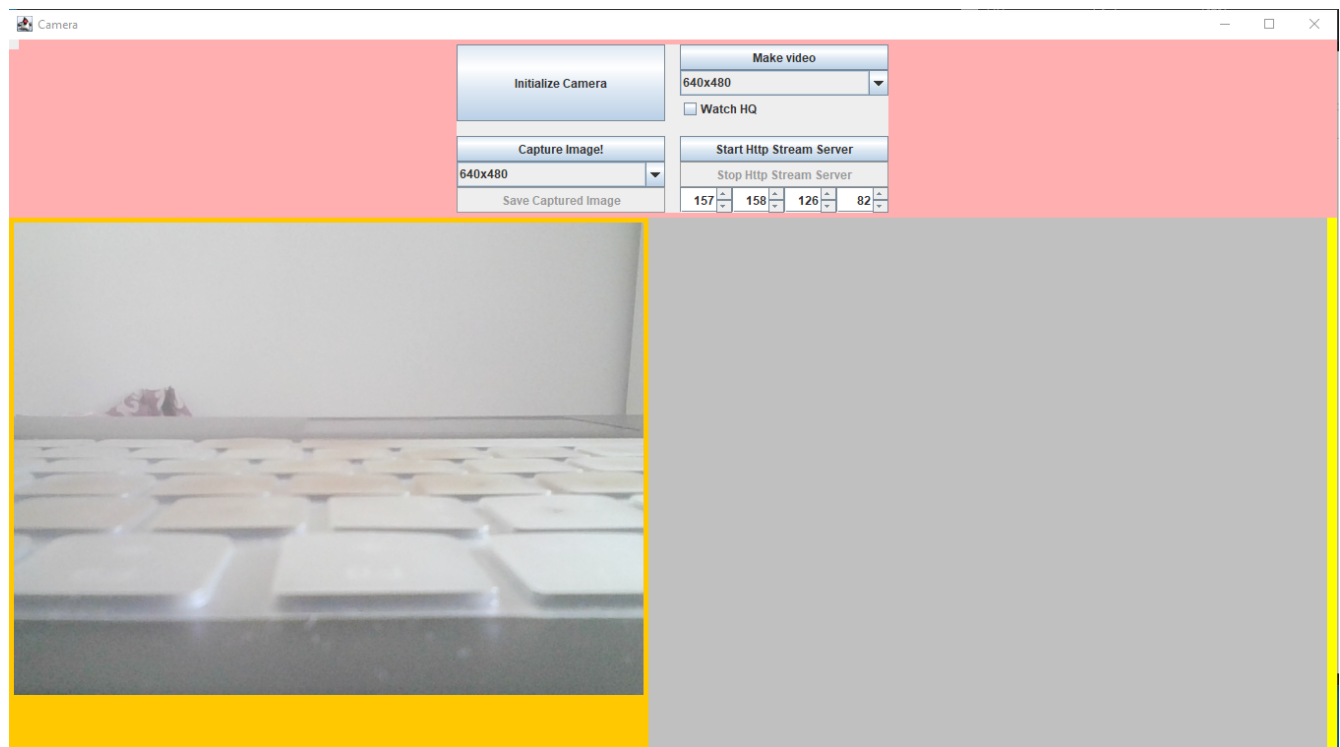 Camera
Initialize Camera
Make video
640x480
Watch HQ
Capture Image!
640x480
Save Captured Image
Start Http Stream Server
Stop Http Stream Server
157 158 126 82